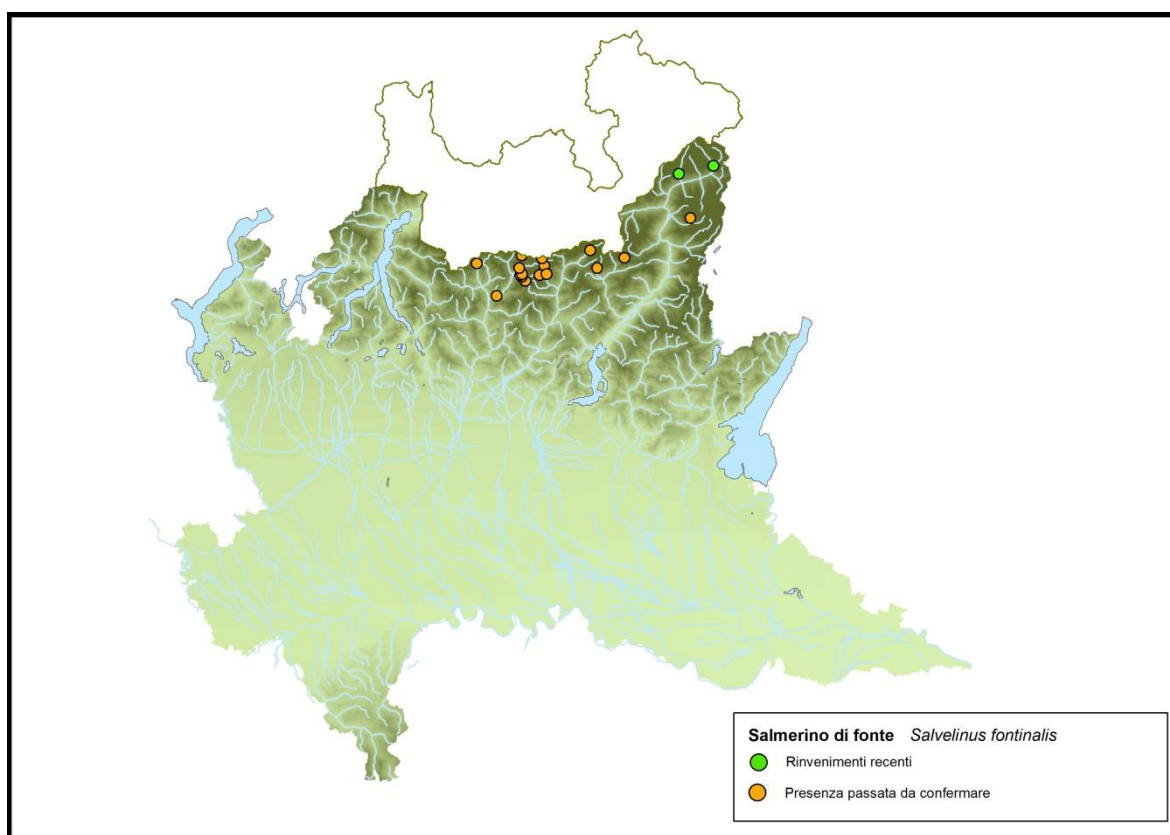 Salmerino di fonte Salvelinus fontinalis
Rinvenimenti recenti
Presenza passata da confermare